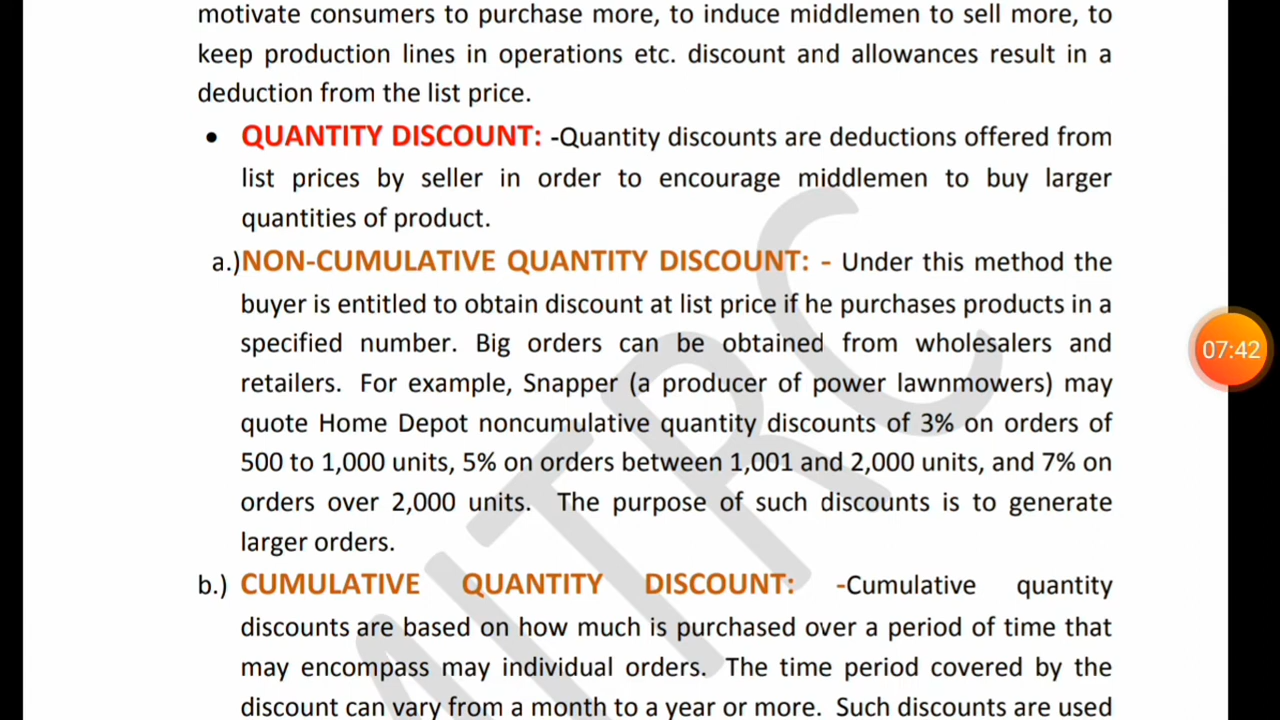 motivate consumers to purchase more, to induce middlemen to sell more, to
keep production lines in operations etc. discount and allowances result in a
deduction from the list price.
• QUANTITY DISCOUNT: -Quantity discounts are deductions offered from
list prices by seller in order to encourage middlemen to buy larger
quantities of product.
a.)NON-CUMULATIVE QUANTITY DISCOUNT: - Under this method the
buyer is entitled to obtain discount at list price if he purchases products in a
specified number. Big orders can be obtained from wholesalers and
retailers. For example, Snapper (a producer of power lawnmowers) may
quote Home Depot noncumulative quantity discounts of 3% on orders of
500 to 1,000 units, 5% on orders between 1,001 and 2,000 units, and 7% on
orders over 2,000 units. The purpose of such discounts is to generate
larger orders.
b.) CUMULATIVE QUANTITY DISCOUNT: -Cumulative quantity
discounts are based on how much is purchased over a period of time that
may encompass may individual orders. The time period covered by the
discount can vary from a month to a year or more. Such discounts are used
07:42
MITRC